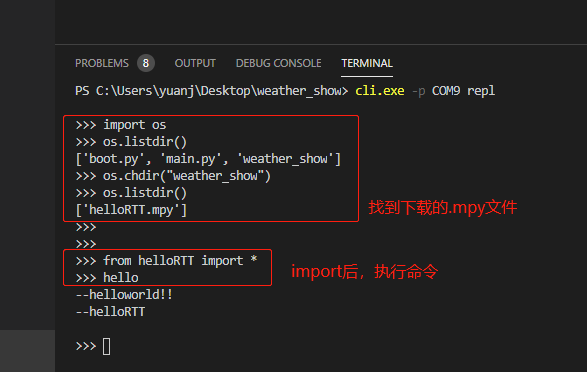 PROBLEMS 8 OUTPUT DEBUG CONSOLE TERMINAL
PS C:\Users\yuanj\Desktop\weather_show> cli.exe -p COM9 repl
>>> import os
>>> os.listdir()
['boot.py', 'main.py', 'weather_show']
>>> os.chdir("weather_show")
>>> os.listdir()
['helloRTT.mpy']
找到下载的.mpy文件
>>>
>>>
>>> from helloRTT import *
>>> hello
import后，执行命令
--helloworld!!
--helloRTT
>>>